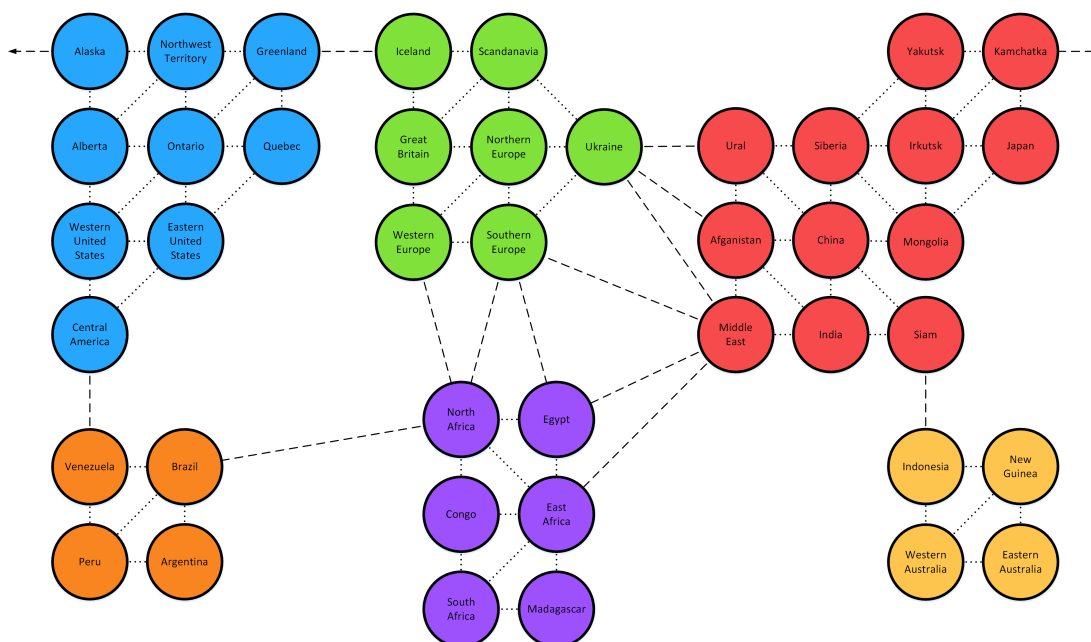 Alaska
Northwest
Territory
Greenland
Iceland
Scandanavia
Yakutsk
Kamchatka
Alberta
Ontario
Quebec
Great
Britain
Northern
Europe
Ukraine
Ural
Siberia
Irkutsk
Japan
Western
United
States
Eastern
United
States
Western
Europe
Southern
Europe
Afganistan
China
Mongolia
Central
America
Middle
East
India
Siam
North
Africa
Egypt
Venezuela
Brazil
Indonesia
New
Guinea
Congo
East
Africa
Peru
Argentina
Western
Australia
Eastern
Australia
South
Africa
Madagascar